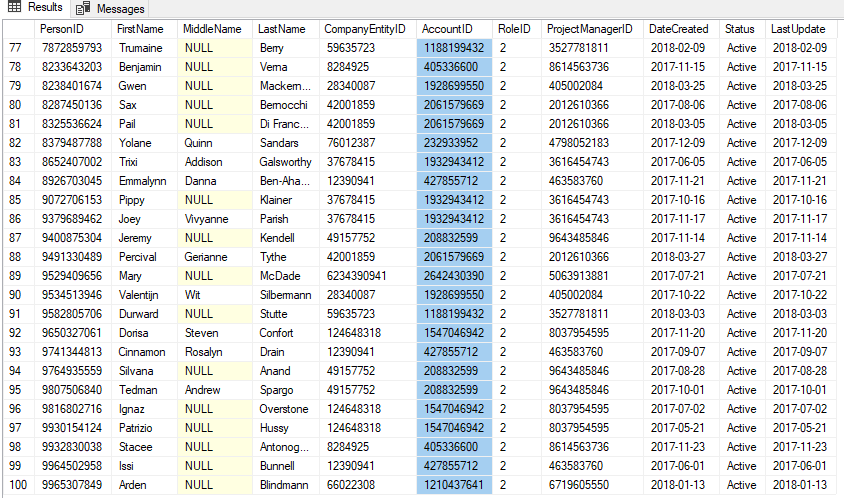 Results Messages
PersonID FirstName MiddleName LastName CompanyEntityID AccountID RoleID ProjectManagerID DateCreated Status LastUpdate
77 7872859793 Trumaine NULL Berry 59635723 1188199432 2 3527781811 2018-02-09 Active 2018-02-09
78 8233643203 Benjamin NULL Verna 8284925 405336600 2 8614563736 2017-11-15 Active 2017-11-15
79 8238401674 Gwen NULL Mackern... 28340087 1928699550 2 405002084 2018-03-25 Active 2018-03-25
80 8287450136 Sax NULL Bernocchi 42001859 2061579669 2 2012610366 2017-08-06 Active 2017-08-06
81 8325536624 Pail NULL Di Franc... 42001859 2061579669 2 2012610366 2018-03-05 Active 2018-03-05
82 8379487788 Yolane Quinn Sandars 76012387 232933952 2 4798052183 2017-12-09 Active 2017-12-09
83 8652407002 Trixi Addison Galsworthy 37678415 1932943412 2 3616454743 2017-06-05 Active 2017-06-05
84 8926703045 Emmalynn Danna Ben-Aha... 12390941 427855712 2 463583760 2017-11-21 Active 2017-11-21
85 9072706153 Pippy NULL Klainer 37678415 1932943412 2 3616454743 2017-10-16 Active 2017-10-16
86 9379689462 Joey Vivyanne Parish 37678415 1932943412 2 3616454743 2017-11-17 Active 2017-11-17
87 9400875304 Jeremy NULL Kendell 49157752 208832599 2 9643485846 2017-11-14 Active 2017-11-14
88 9491330489 Percival Gerianne Tythe 42001859 2061579669 2 2012610366 2018-03-27 Active 2018-03-27
89 9529409656 Mary NULL McDade 6234390941 2642430390 2 5063913881 2017-07-21 Active 2017-07-21
90 9534513946 Valentijn Wit Silbermann 28340087 1928699550 2 405002084 2017-10-22 Active 2017-10-22
91 9582805706 Durward NULL Stutte 59635723 1188199432 2 3527781811 2018-03-03 Active 2018-03-03
92 9650327061 Dorisa Steven Confort 124648318 1547046942 2 8037954595 2017-11-20 Active 2017-11-20
93 9741344813 Cinnamon Rosalyn Drain 12390941 427855712 2 463583760 2017-09-07 Active 2017-09-07
94 9764935559 Silvana NULL Anand 49157752 208832599 2 9643485846 2017-08-28 Active 2017-08-28
95 9807506840 Tedman Andrew Spargo 49157752 208832599 2 9643485846 2017-10-01 Active 2017-10-01
96 9816802716 Ignaz NULL Overstone 124648318 1547046942 2 8037954595 2017-07-02 Active 2017-07-02
97 9930154124 Patrizio NULL Hussy 124648318 1547046942 2 8037954595 2017-05-21 Active 2017-05-21
98 9932830038 Stacee NULL Antonog... 8284925 405336600 2 8614563736 2017-11-23 Active 2017-11-23
99 9964502958 Issi NULL Bunnell 12390941 427855712 2 463583760 2017-06-01 Active 2017-06-01
100 9965307849 Arden NULL Blindmann 66022308 1210437641 2 6719605550 2018-01-13 Active 2018-01-13